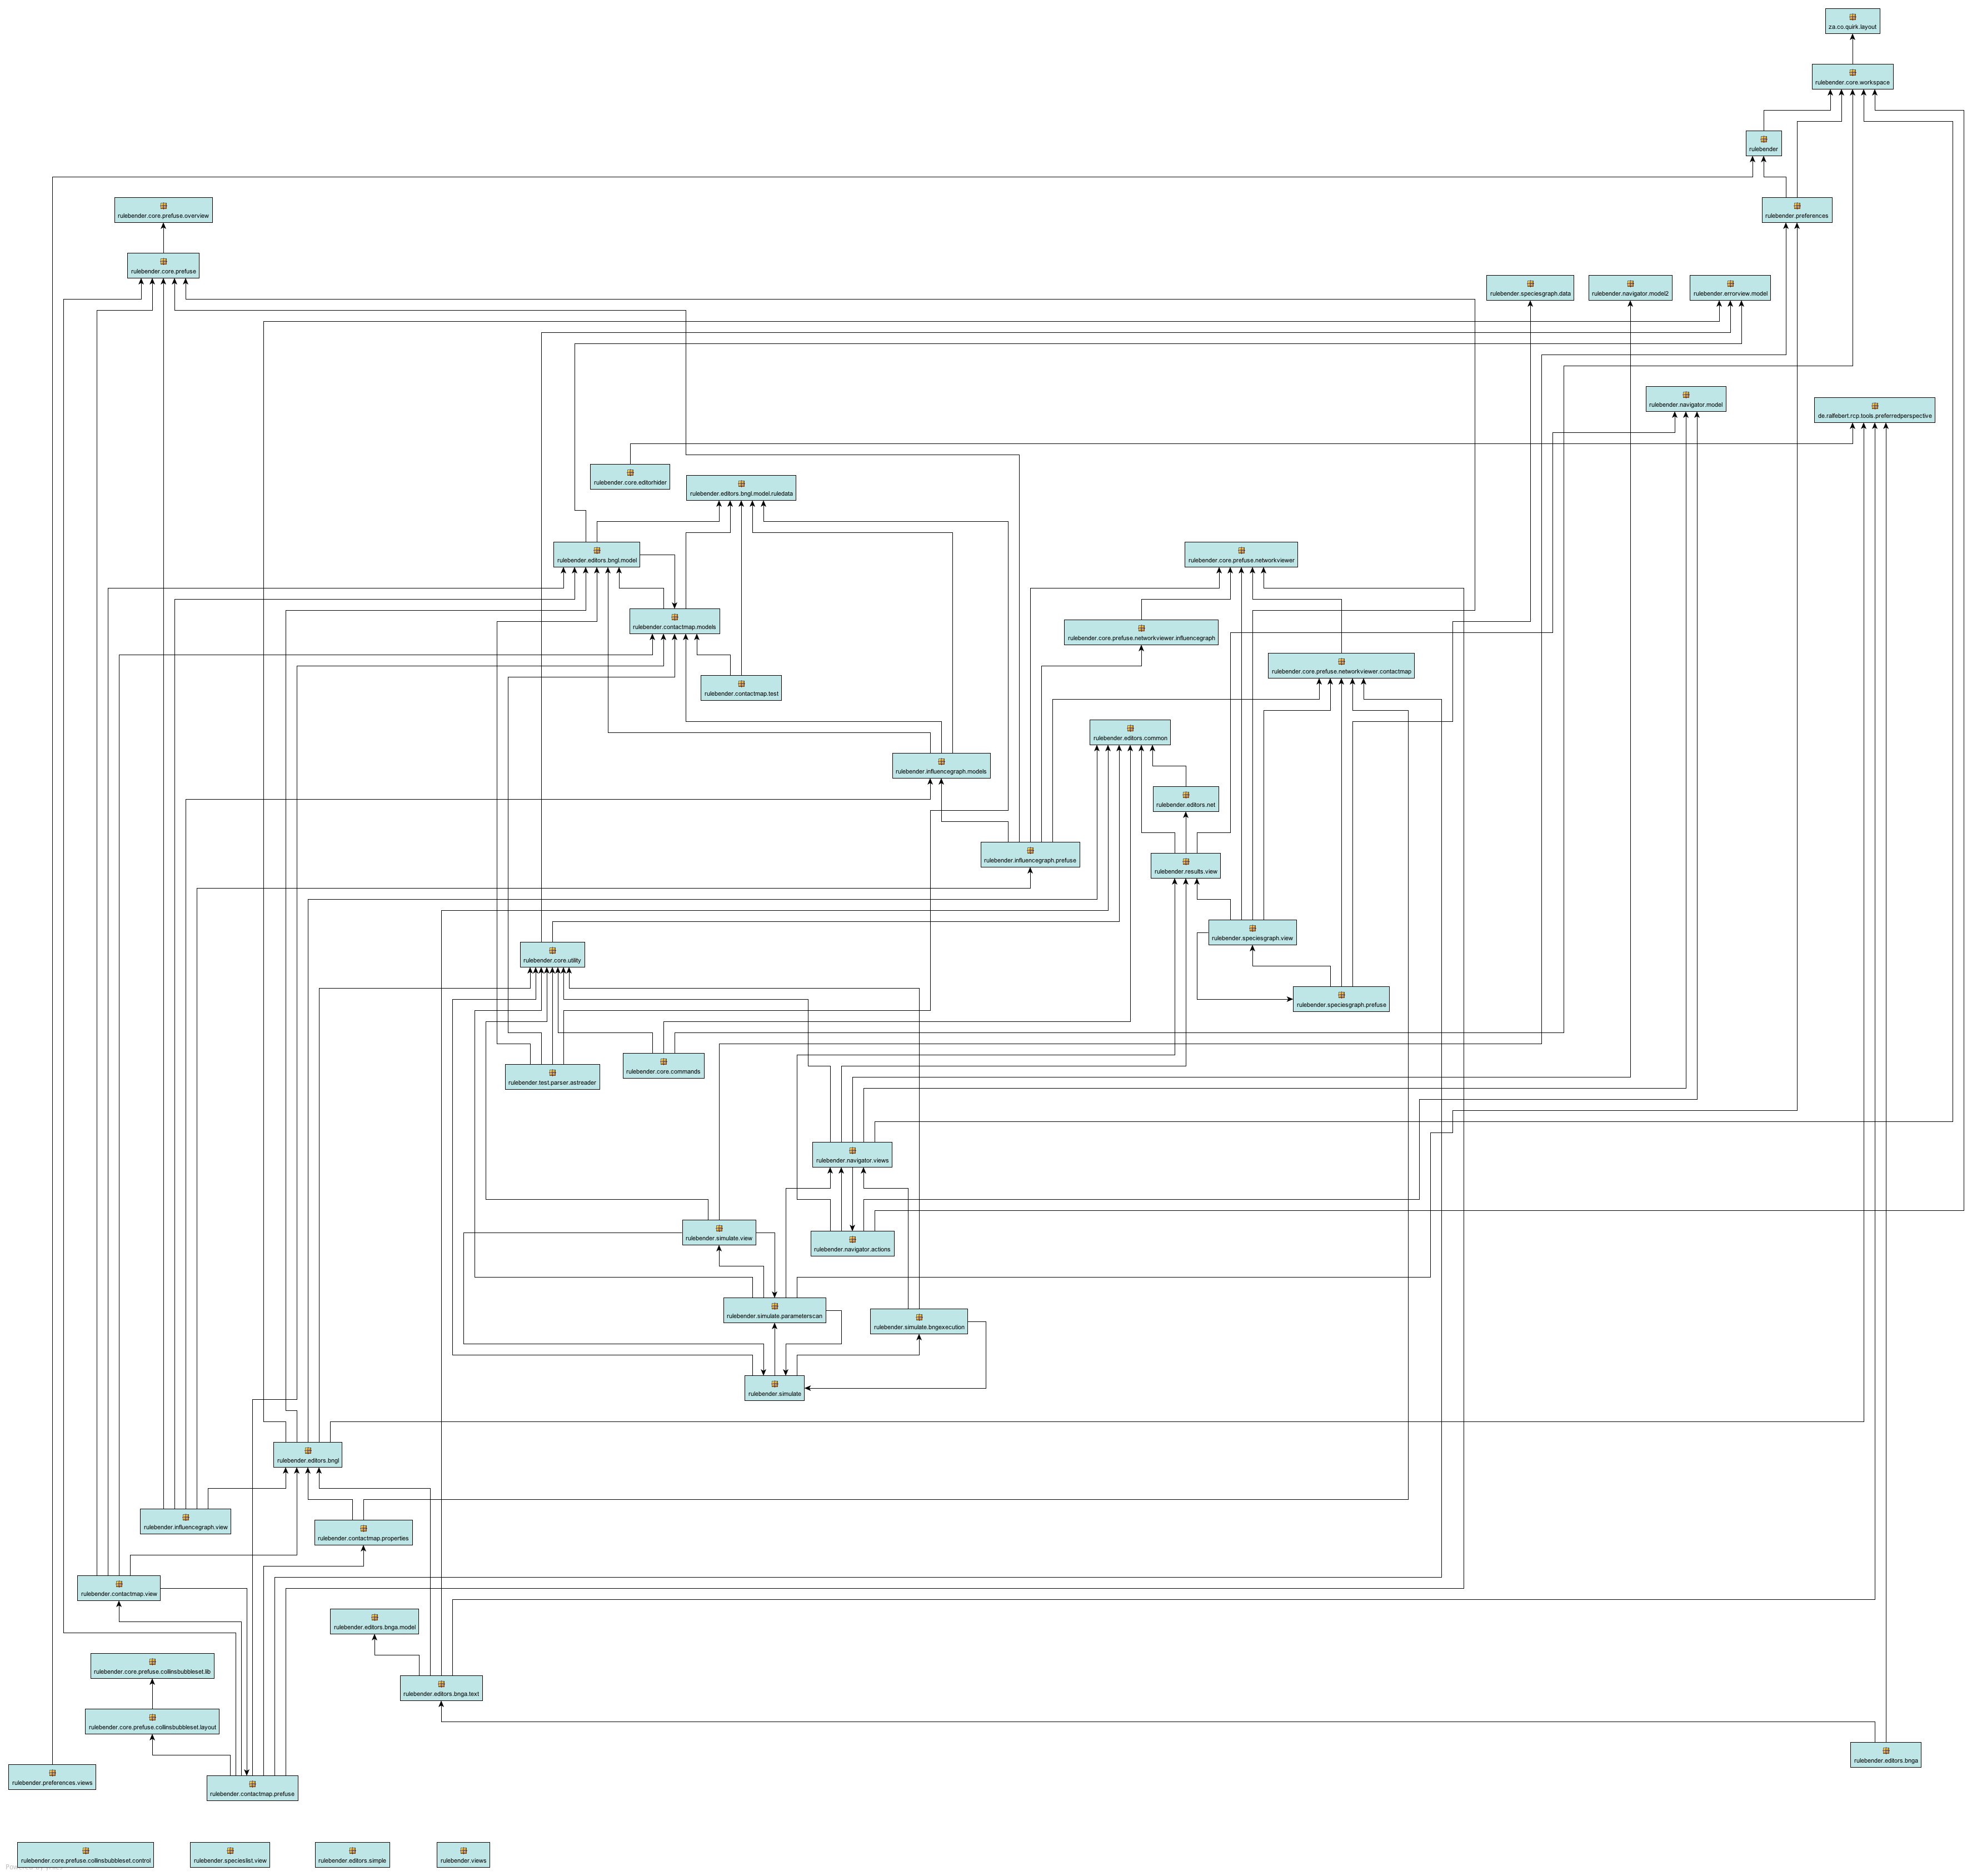 za.co.quirk.layout
rulebender.core.workspace
rulebender
rulebender.core.prefuse.overview
rulebender.preferences
rulebender.core.prefuse
rulebender.speciesgraph.data
rulebender.navigator.model2
rulebender.errorview.model
rulebender.navigator.model
de.ralfebert.rcp.tools.preferredperspective
rulebender.core.editorhider
rulebender.editors.bngl.model.ruledata
rulebender.editors.bngl.model
rulebender.core.prefuse.networkviewer
rulebender.contactmap.models
rulebender.core.prefuse.networkviewer.influencegraph
rulebender.core.prefuse.networkviewer.contactmap
rulebender.contactmap.test
rulebender.editors.common
rulebender.influencegraph.models
rulebender.editors.net
rulebender.influencegraph.prefuse
rulebender.results.view
rulebender.speciesgraph.view
rulebender.core.utility
rulebender.speciesgraph.prefuse
rulebender.core.commands
rulebender.test.parser.astreader
rulebender.navigator.views
rulebender.simulate.view
rulebender.navigator.actions
rulebender.simulate.parameterscan
rulebender.simulate.bngexecution
rulebender.simulate
rulebender.editors.bngl
rulebender.influencegraph.view
rulebender.contactmap.properties
rulebender.contactmap.view
rulebender.editors.bnga.model
rulebender.core.prefuse.collinsbubbleset.lib
rulebender.editors.bnga.text
rulebender.core.prefuse.collinsbubbleset.layout
rulebender.editors.bnga
rulebender.preferences.views
rulebender.contactmap.prefuse
rulebender.core.prefuse.collinsbubbleset.control
rulebender.specieslist.view
rulebender.editors.simple
rulebender.views